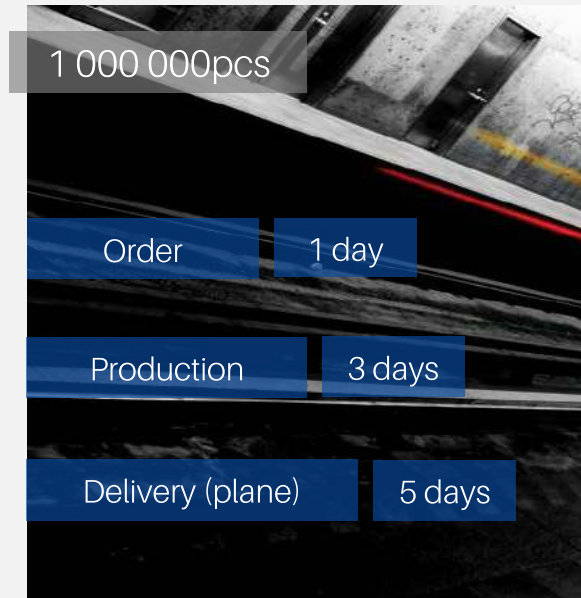 1 000 000pcs
Order 1 day
Production 3 days
Delivery (plane) 5 days